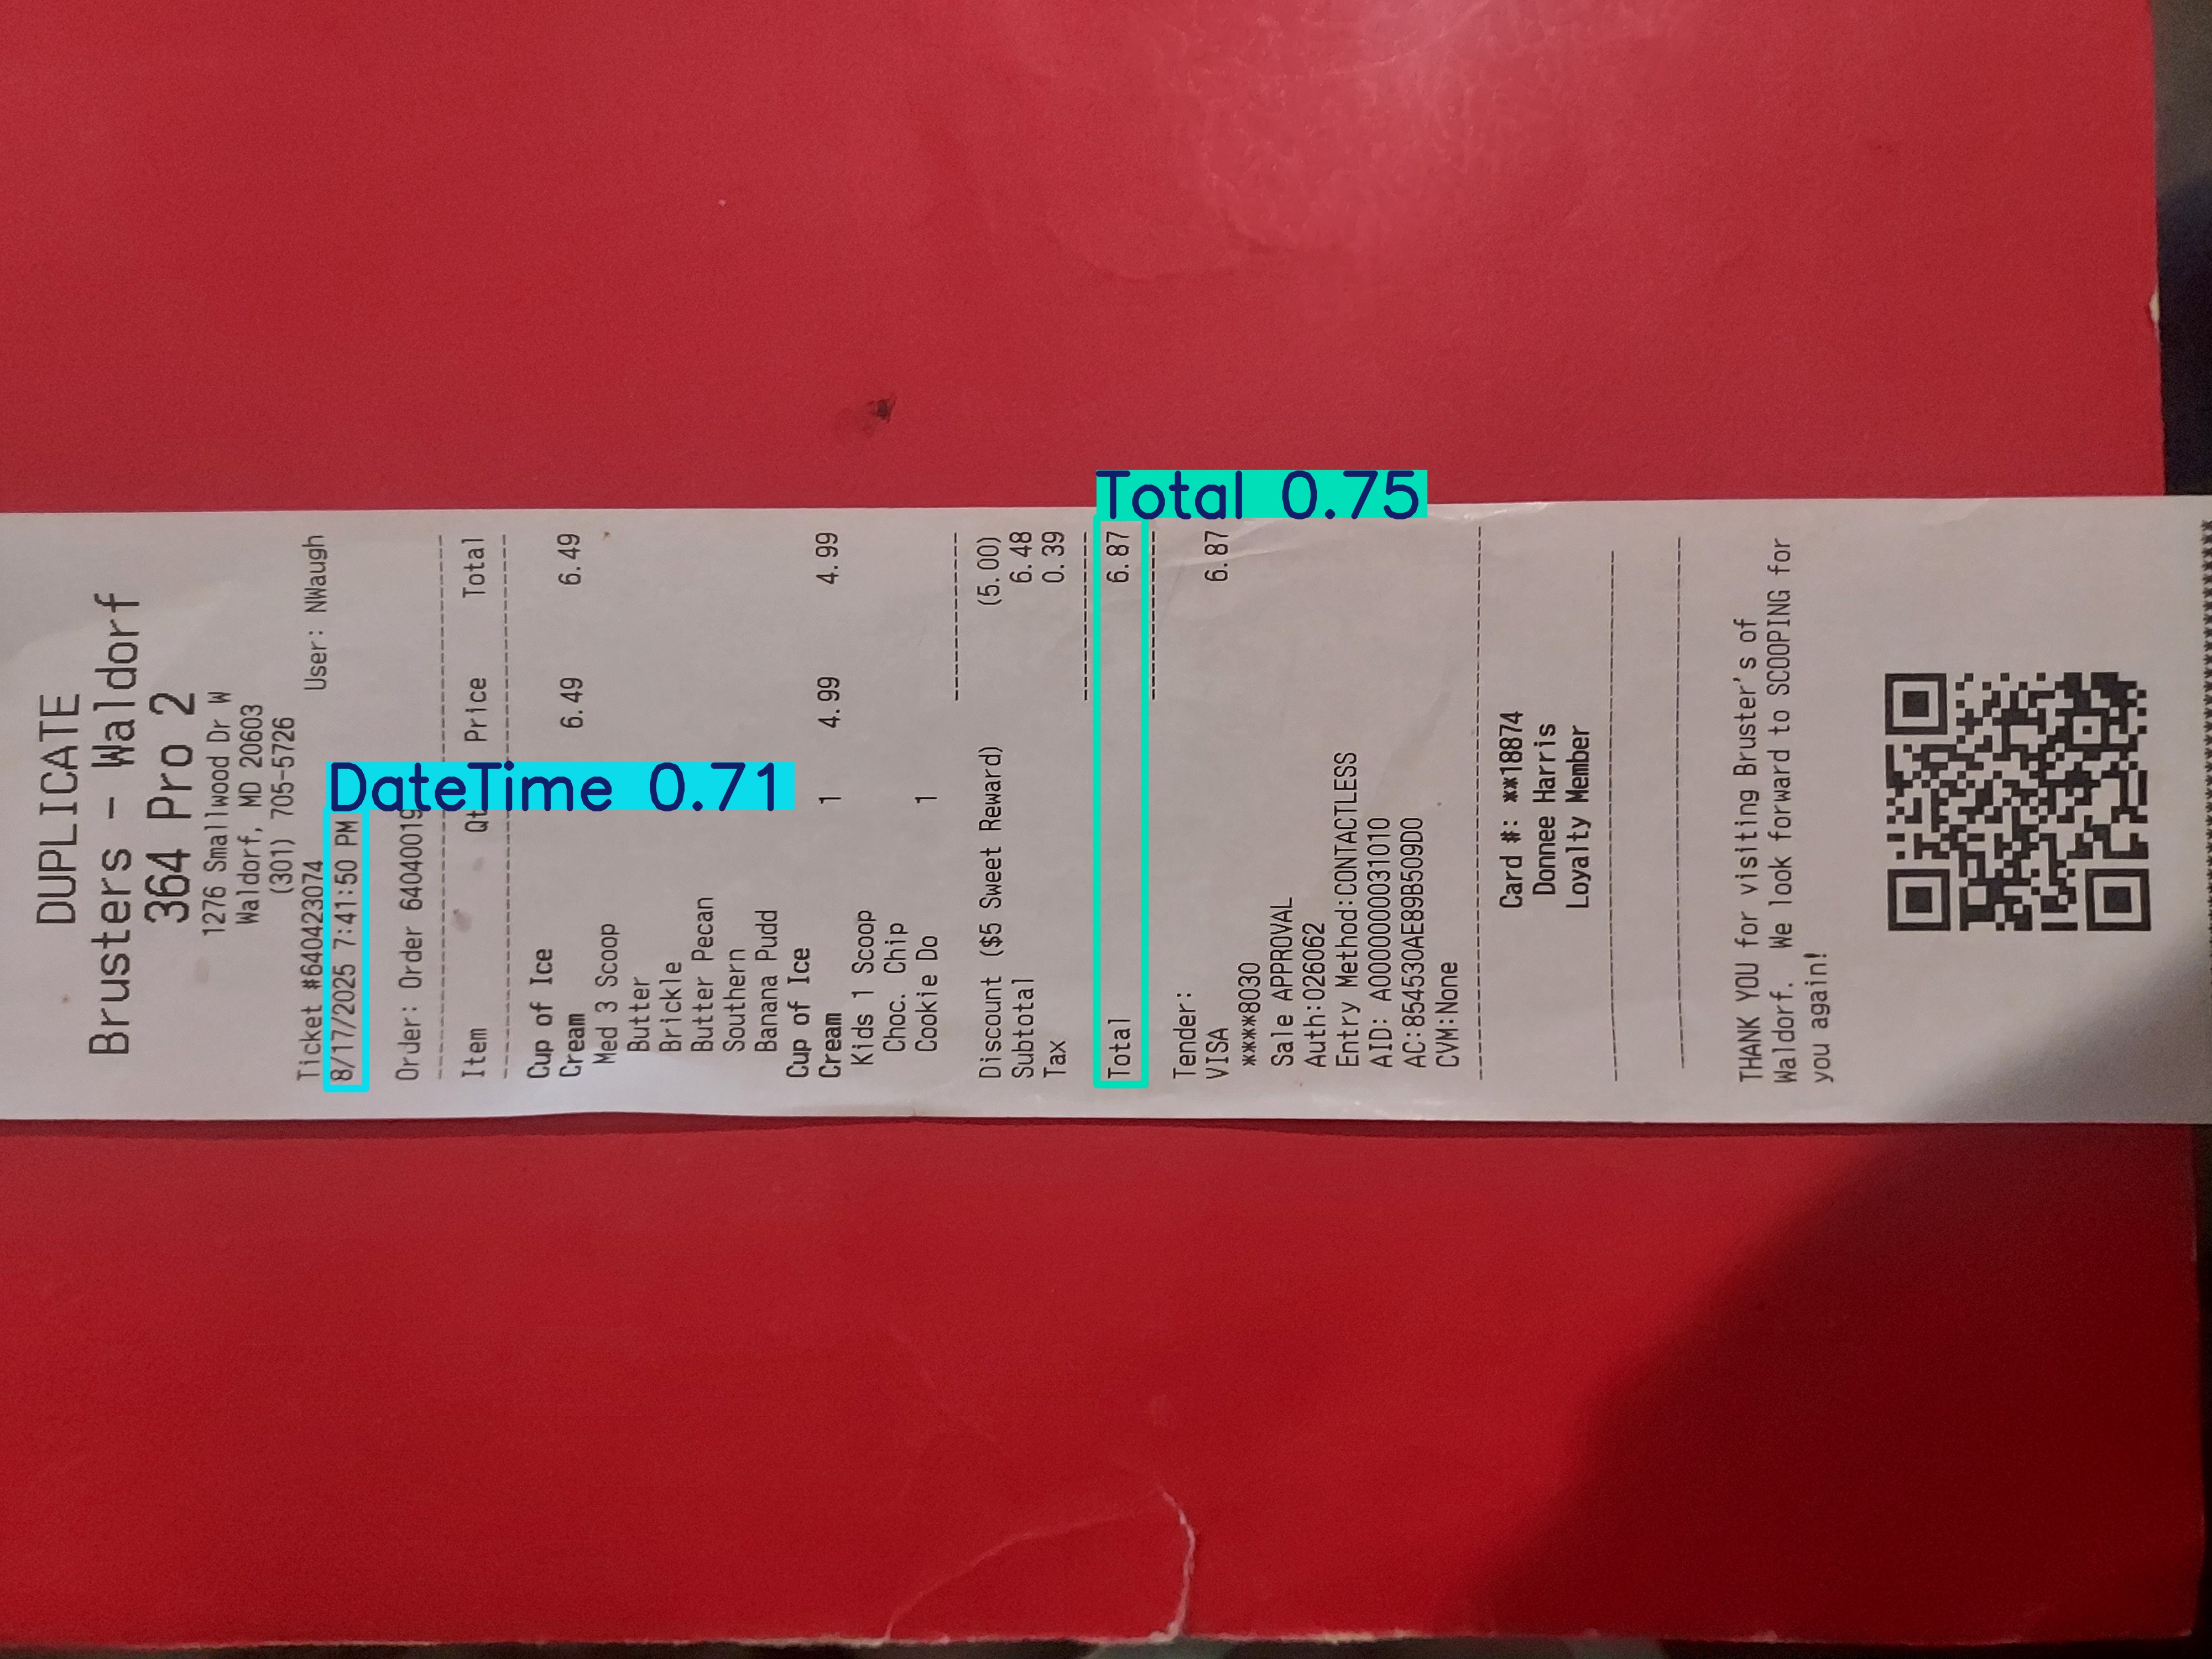 DUPLICATE
Brusters - Waldorf
364 Pro 2
1276 Smallwood Dr W
Waldorf, MD 20603
(301) 705-5726
Ticket #6404023074 User: NWaugh
8/17/2025 7:41:50 PM
DateTime 0.71
Order: Order 64040019
Item Qt Price Total
Cup of Ice
Cream 6.49 6.49
Med 3 Scoop
Butter
Brickle
Butter Pecan
Southern
Banana Pudd
Cup of Ice
Cream 1 4.99 4.99
Kids 1 Scoop
Choc. Chip
Cookie Do 1
Discount ($5 Sweet Reward) (5.00)
Subtotal 6.48
Tax 0.39
Total 0.75
Total 6.87
Tender:
VISA 6.87
****8030
Sale APPROVAL
Auth:026062
Entry Method:CONTACTLESS
AID: A0000000031010
AC:854530AE89B509D0
CVM:None
Card #: **18874
Donnee Harris
Loyalty Member
THANK YOU for visiting Bruster's of
Waldorf. We look forward to SCOOPING for
you again!